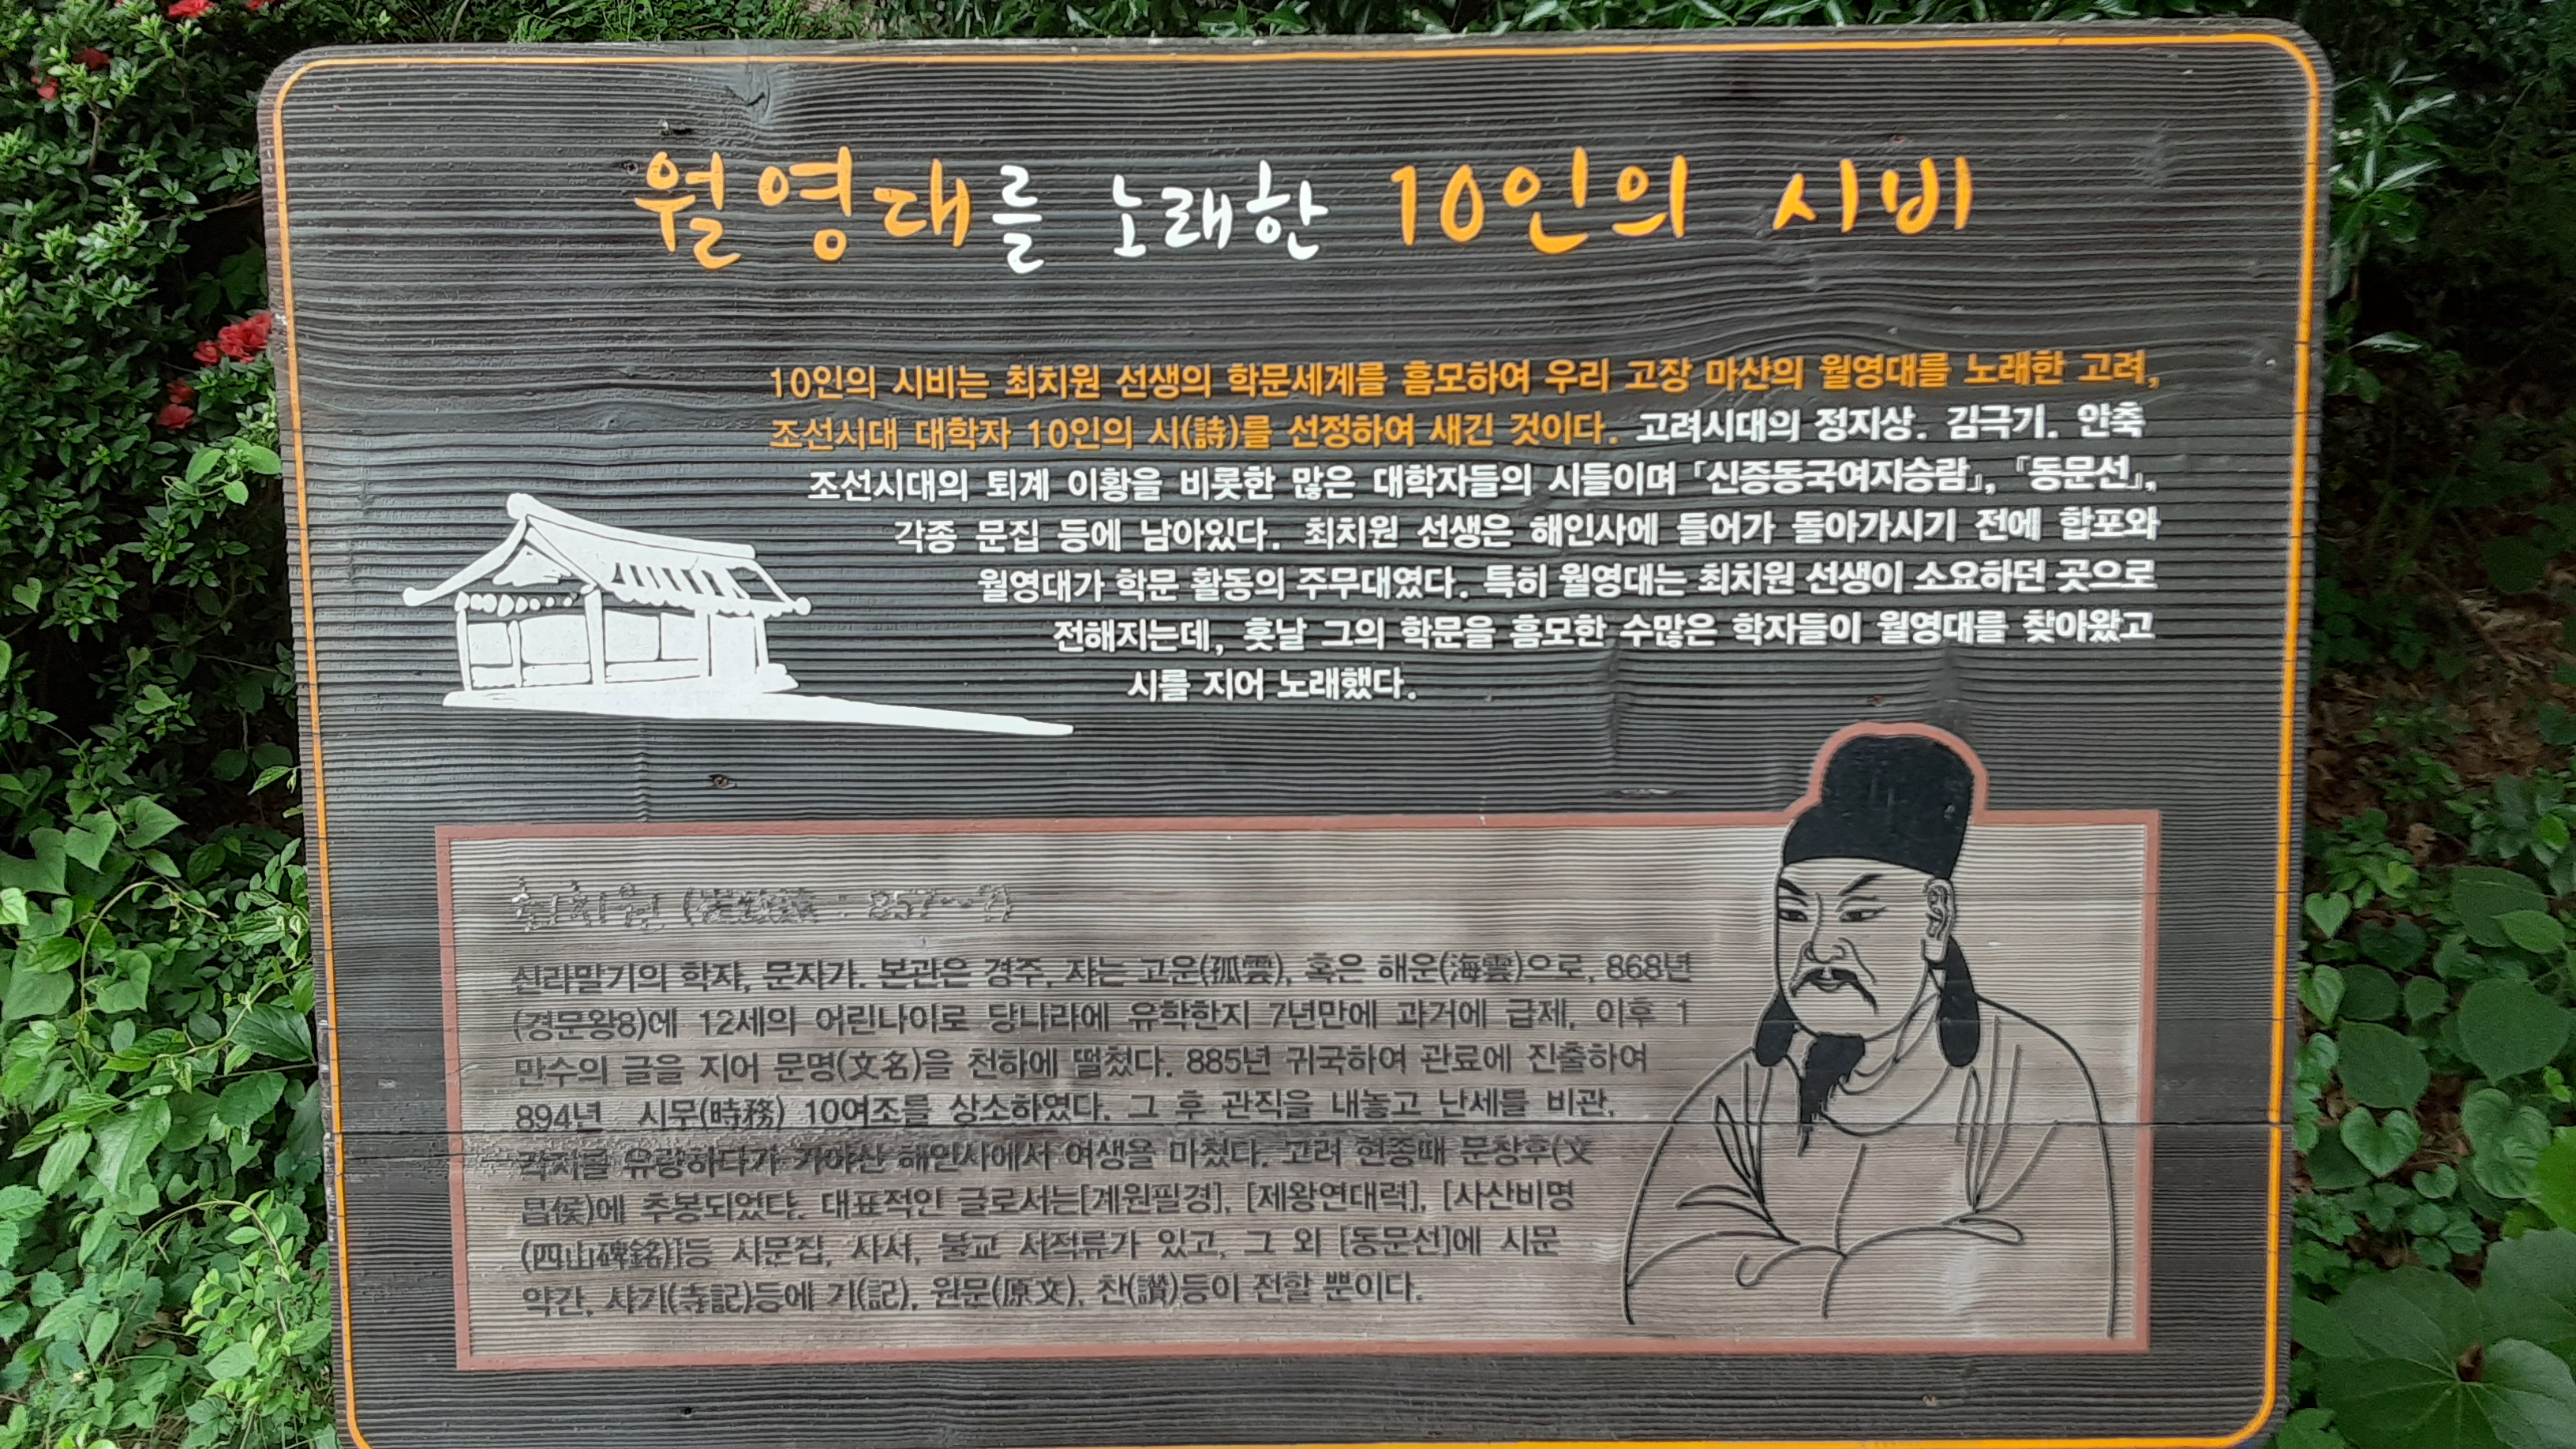 월영대를 노래한 10인의 시비
10인의 시비는 최치원 선생의 학문세계를 흠모하여 우리 고장 마산의 월영대를 노래한 고려,
조선시대 대학자 10인의 시(詩)를 선정하여 새긴 것이다. 고려시대의 정지상. 김극기. 안축
조선시대의 퇴계 이황을 비롯한 많은 대학자들의 시들이며 『신증동국여지승람』, 『동문선』,
각종 문집 등에 남아있다. 최치원 선생은 해인사에 들어가 돌아가시기 전에 합포와
월영대가 학문 활동의 주무대였다. 특히 월영대는 최치원 선생이 소요하던 곳으로
전해지는데, 훗날 그의 학문을 흠모한 수많은 학자들이 월영대를 찾아왔고
시를 지어 노래했다.
최치원 ( : 857~?)
신라말기의 학자, 문자가. 본관은 경주, 자는 고운(孤雲), 혹은 해운(海雲)으로, 868년
(경문왕8)에 12세의 어린나이로 당나라에 유학한지 7년만에 과거에 급제, 이후 1
만수의 글을 지어 문명(文名)을 천하에 떨쳤다. 885년 귀국하여 관료에 진출하여
894년 시무(時務) 10여조를 상소하였다. 그 후 관직을 내놓고 난세를 비관,
각지를 유랑하다가 가야산 해인사에서 여생을 마쳤다. 고려 현종때 문창후(文
昌侯)에 추봉되었다. 대표적인 글로서는[계원필경], [제왕연대력], [사산비명
(四山碑銘)]등 시문집, 사서, 불교 서적류가 있고, 그 외 [동문선]에 시문
약간, 사기(寺記)등에 기(記), 원문(原文), 찬(讚)등이 전할 뿐이다.